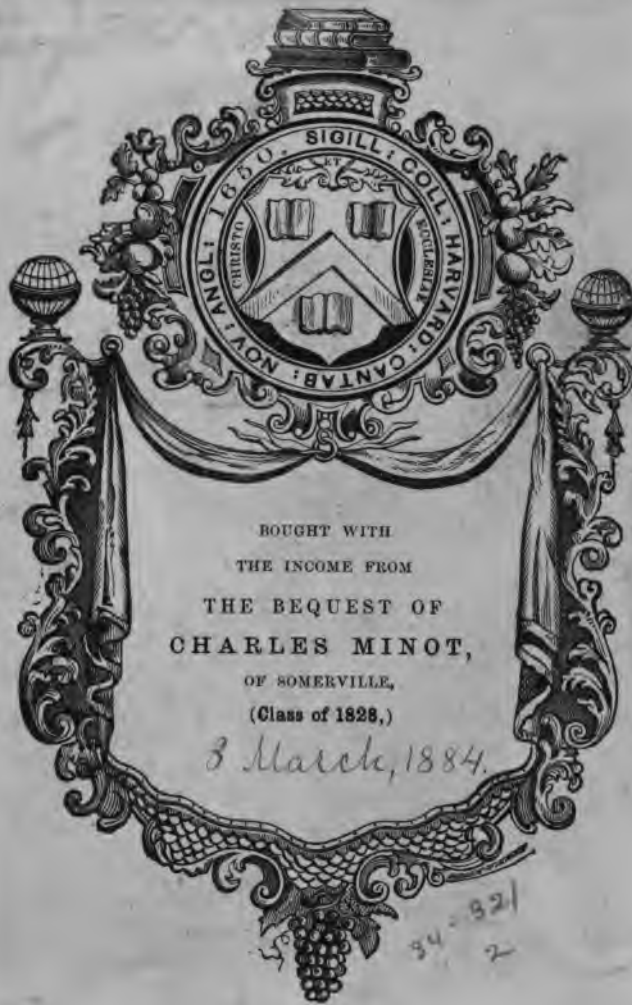 SIGILL: COLL: HARVARD: CANTAB: NOV: ANGL: 1650.
ET
CHRISTO
ECCLESIAE
BOUGHT WITH
THE INCOME FROM
THE BEQUEST OF
CHARLES MINOT,
OF SOMERVILLE,
(Class of 1828,)
3 March, 1884.
84-321
2